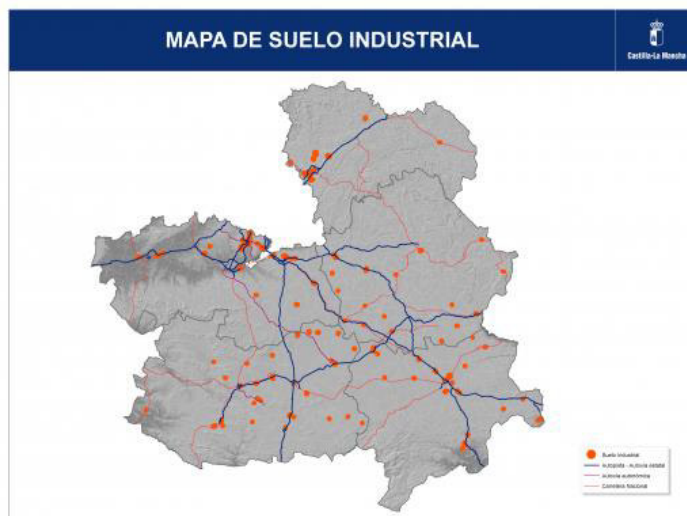 MAPA DE SUELO INDUSTRIAL
Castilla-La Mancha
Suelo Industrial
Autopista - Autovía estatal
Autovía autonómica
Carretera Nacional